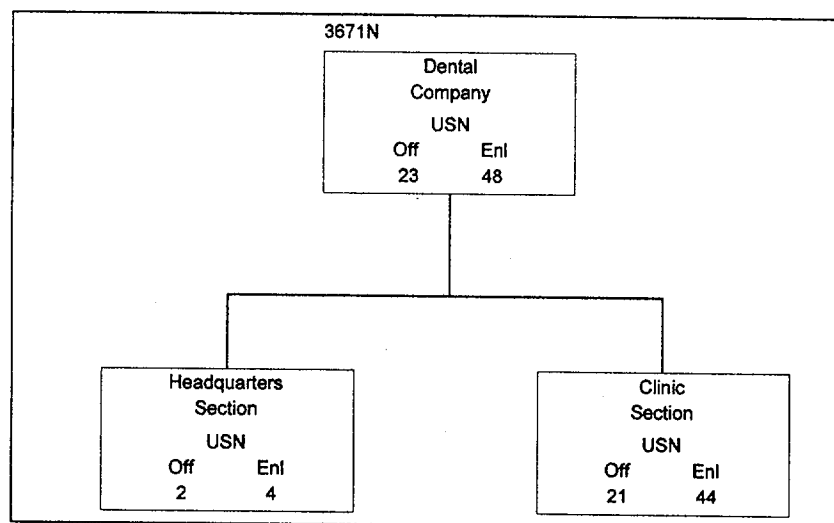 3671N
Dental
Company
USN
Off Enl
23 48
Headquarters
Section
USN
Off Enl
2 4
Clinic
Section
USN
Off Enl
21 44